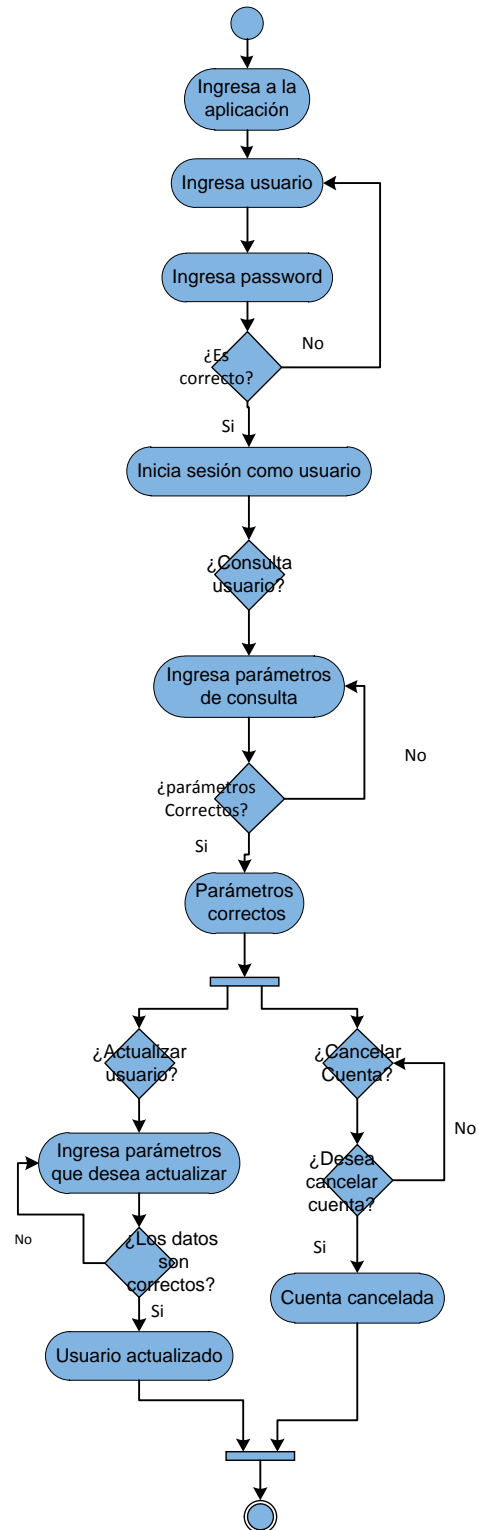 Ingresa a la
aplicación
Ingresa usuario
Ingresa password
No
¿Es
correcto?
Si
Inicia sesión como usuario
¿Consulta
usuario?
Ingresa parámetros
de consulta
No
¿parámetros
Correctos?
Si
Parámetros
correctos
¿Actualizar
usuario?
¿Cancelar
Cuenta?
Ingresa parámetros
que desea actualizar
No
¿Desea
cancelar
cuenta?
No
¿Los datos
son
correctos?
Si
Si
Cuenta cancelada
Usuario actualizado